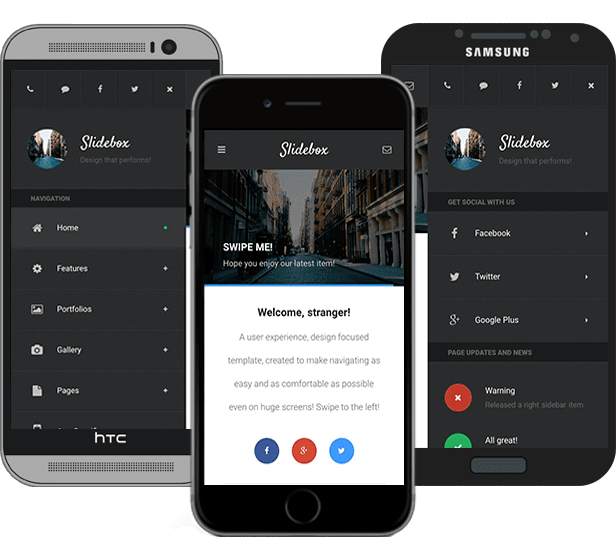 Slidebox
Design that performs!
NAVIGATION
Home
Features
Portfolios
Gallery
Pages
hTC
Slidebox
SWIPE ME!
Hope you enjoy our latest item!
Welcome, stranger!
A user experience, design focused
template, created to make navigating as
easy and as comfortable as possible
even on huge screens! Swipe to the left!
SAMSUNG
Slidebox
Design that performs!
GET SOCIAL WITH US
Facebook
Twitter
Google Plus
PAGE UPDATES AND NEWS
Warning
Released a right sidebar item
All great!